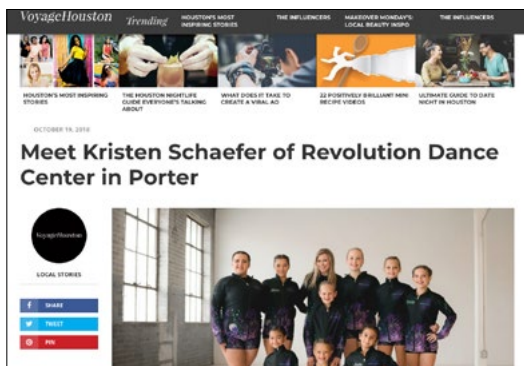 VoyageHouston
Trending
HOUSTON'S MOST
INSPIRING STORIES
THE INFLUENCERS
MAKEOVER MONDAY'S:
LOCAL BEAUTY INSPO
THE INFLUENCERS
HOUSTON'S MOST INSPIRING
STORIES
THE HOUSTON NIGHTLIFE
GUIDE EVERYONE'S TALKING
ABOUT
WHAT DOES IT TAKE TO
CREATE A VIRAL AD
22 POSITIVELY BRILLIANT MINI
RECIPE VIDEOS
ULTIMATE GUIDE TO DATE
NIGHT IN HOUSTON
OCTOBER 19, 2018
Meet Kristen Schaefer of Revolution Dance
Center in Porter
VoyageHouston
LOCAL STORIES
SHARE
TWEET
PIN